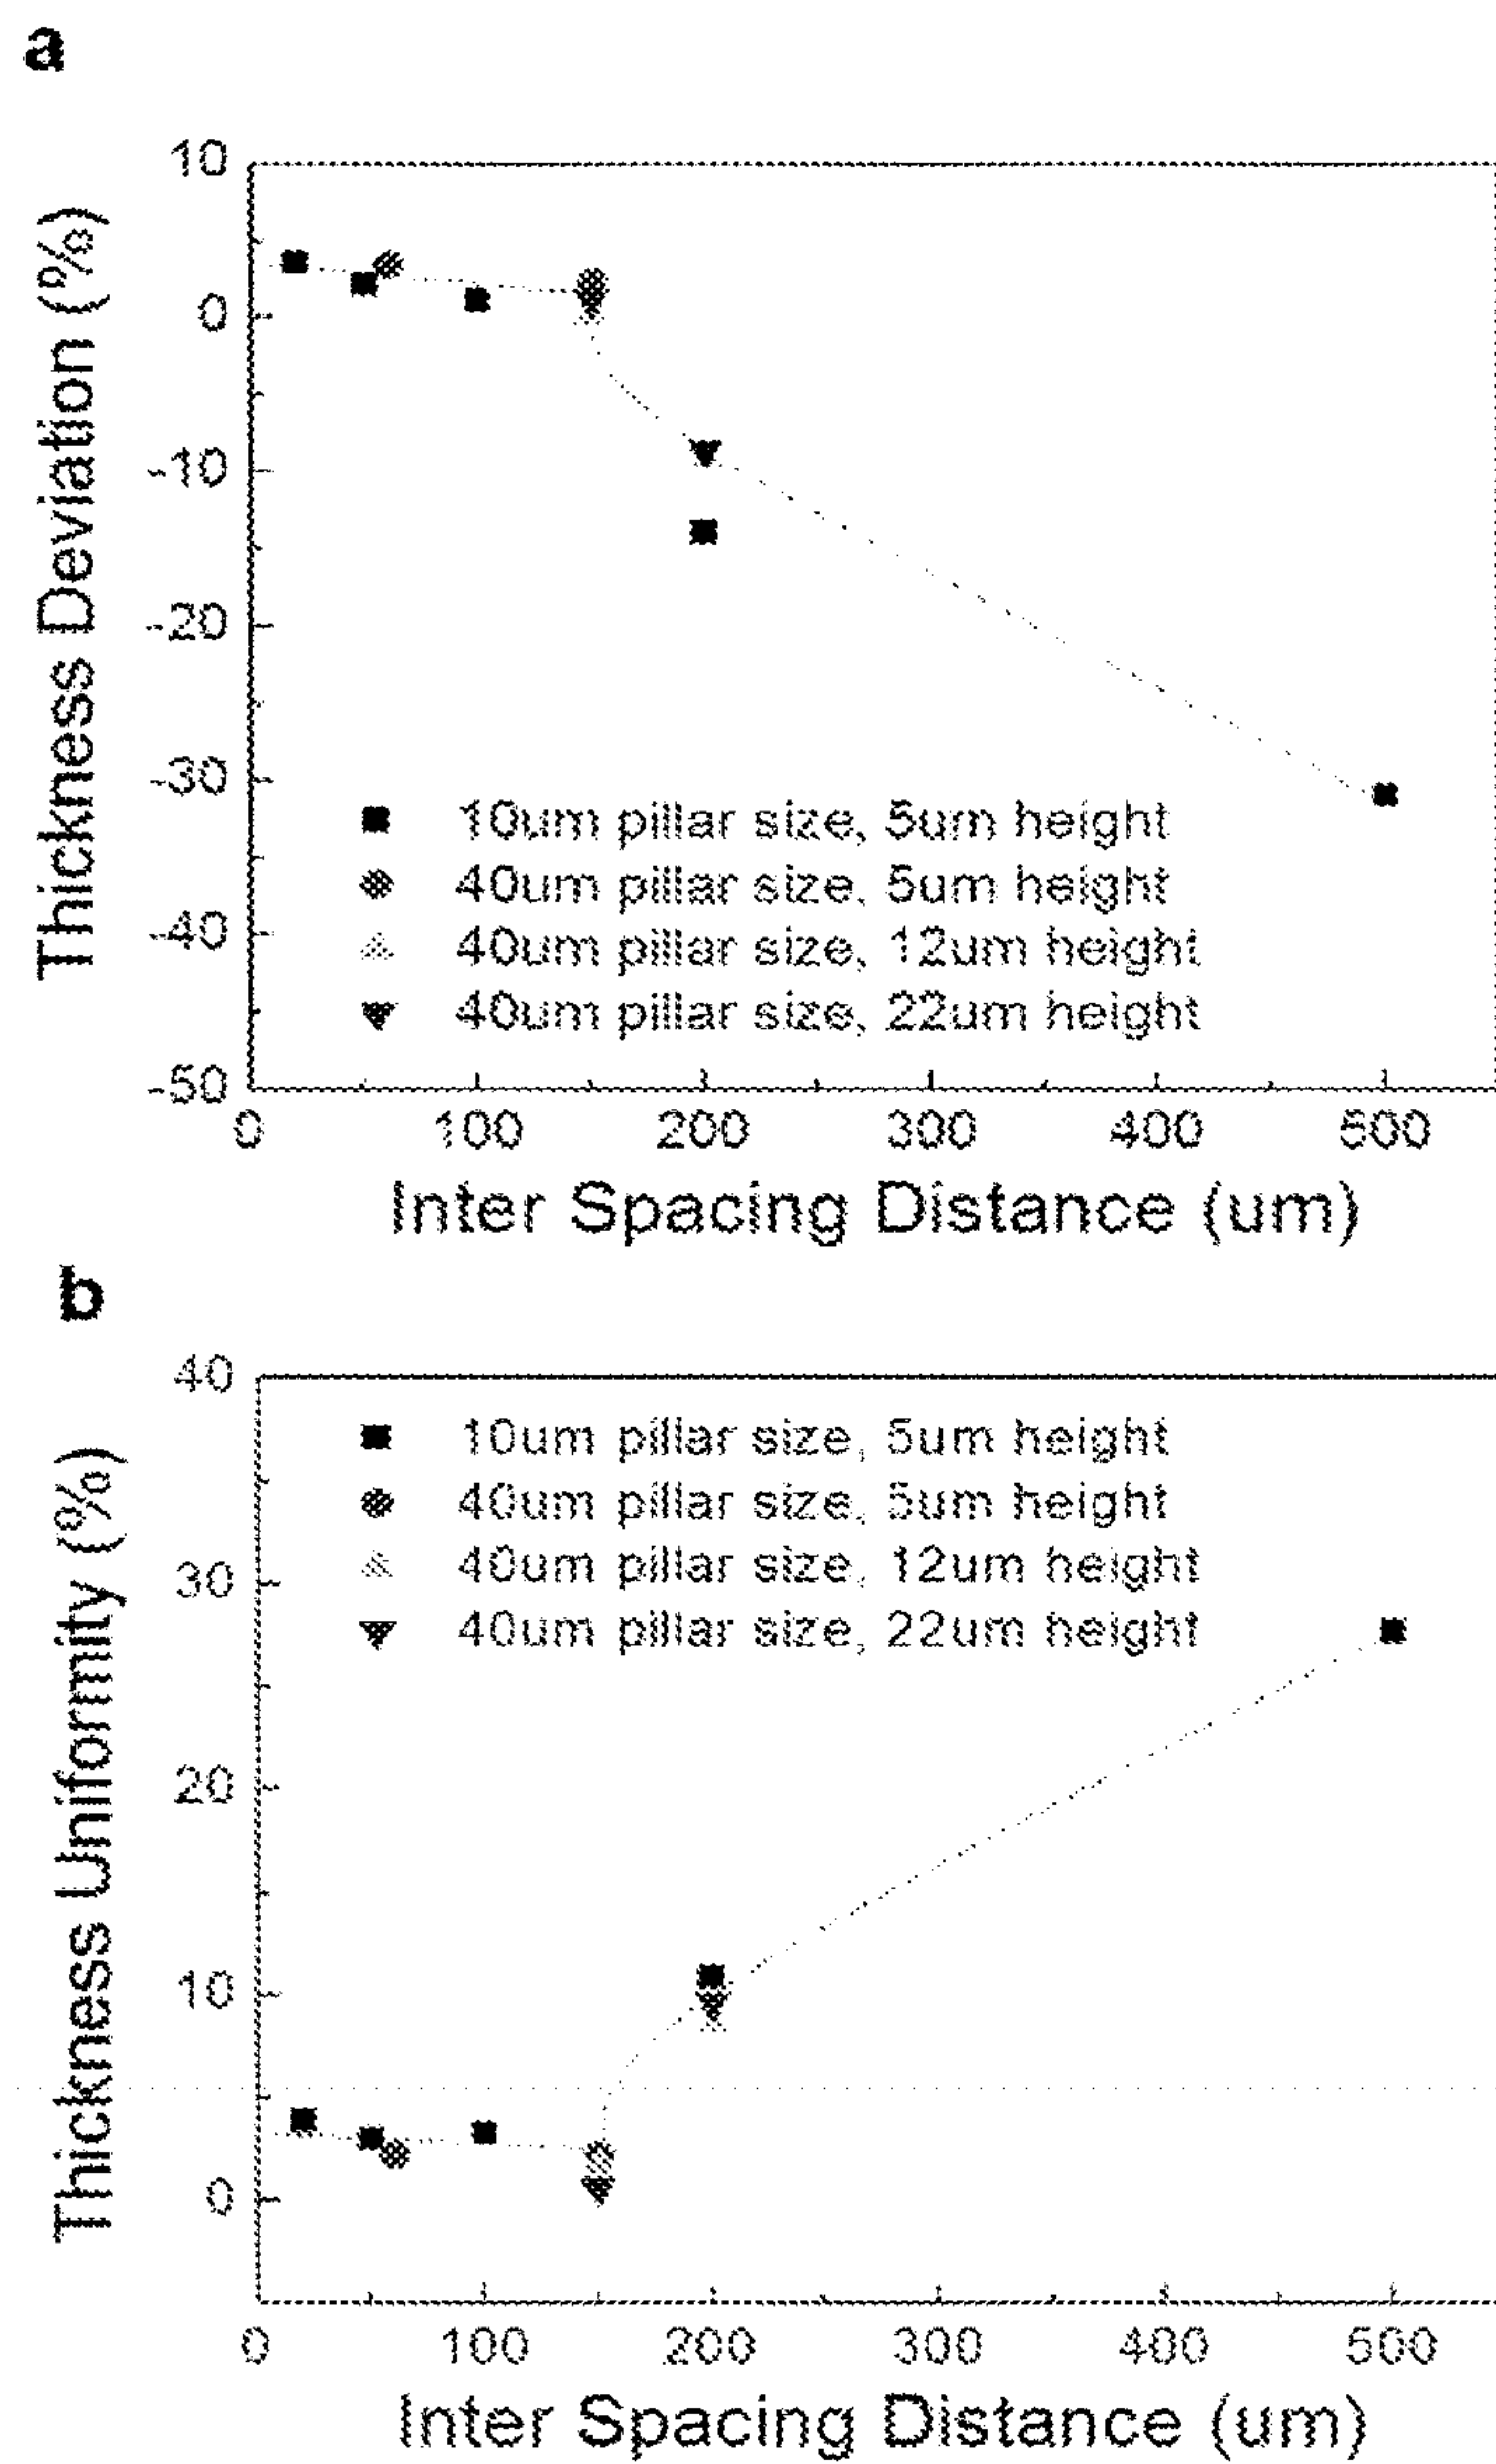 a
10
0
-10
-20
-30
-40
-50
Thickness Deviation (%)
10um pillar size, 5um height
40um pillar size, 5um height
40um pillar size, 12um height
40um pillar size, 22um height
0 100 200 300 400 500
Inter Spacing Distance (um)
b
40
30
20
10
0
Thickness Uniformity (%)
10um pillar size, 5um height
40um pillar size, 5um height
40um pillar size, 12um height
40um pillar size, 22um height
0 100 200 300 400 500
Inter Spacing Distance (um)